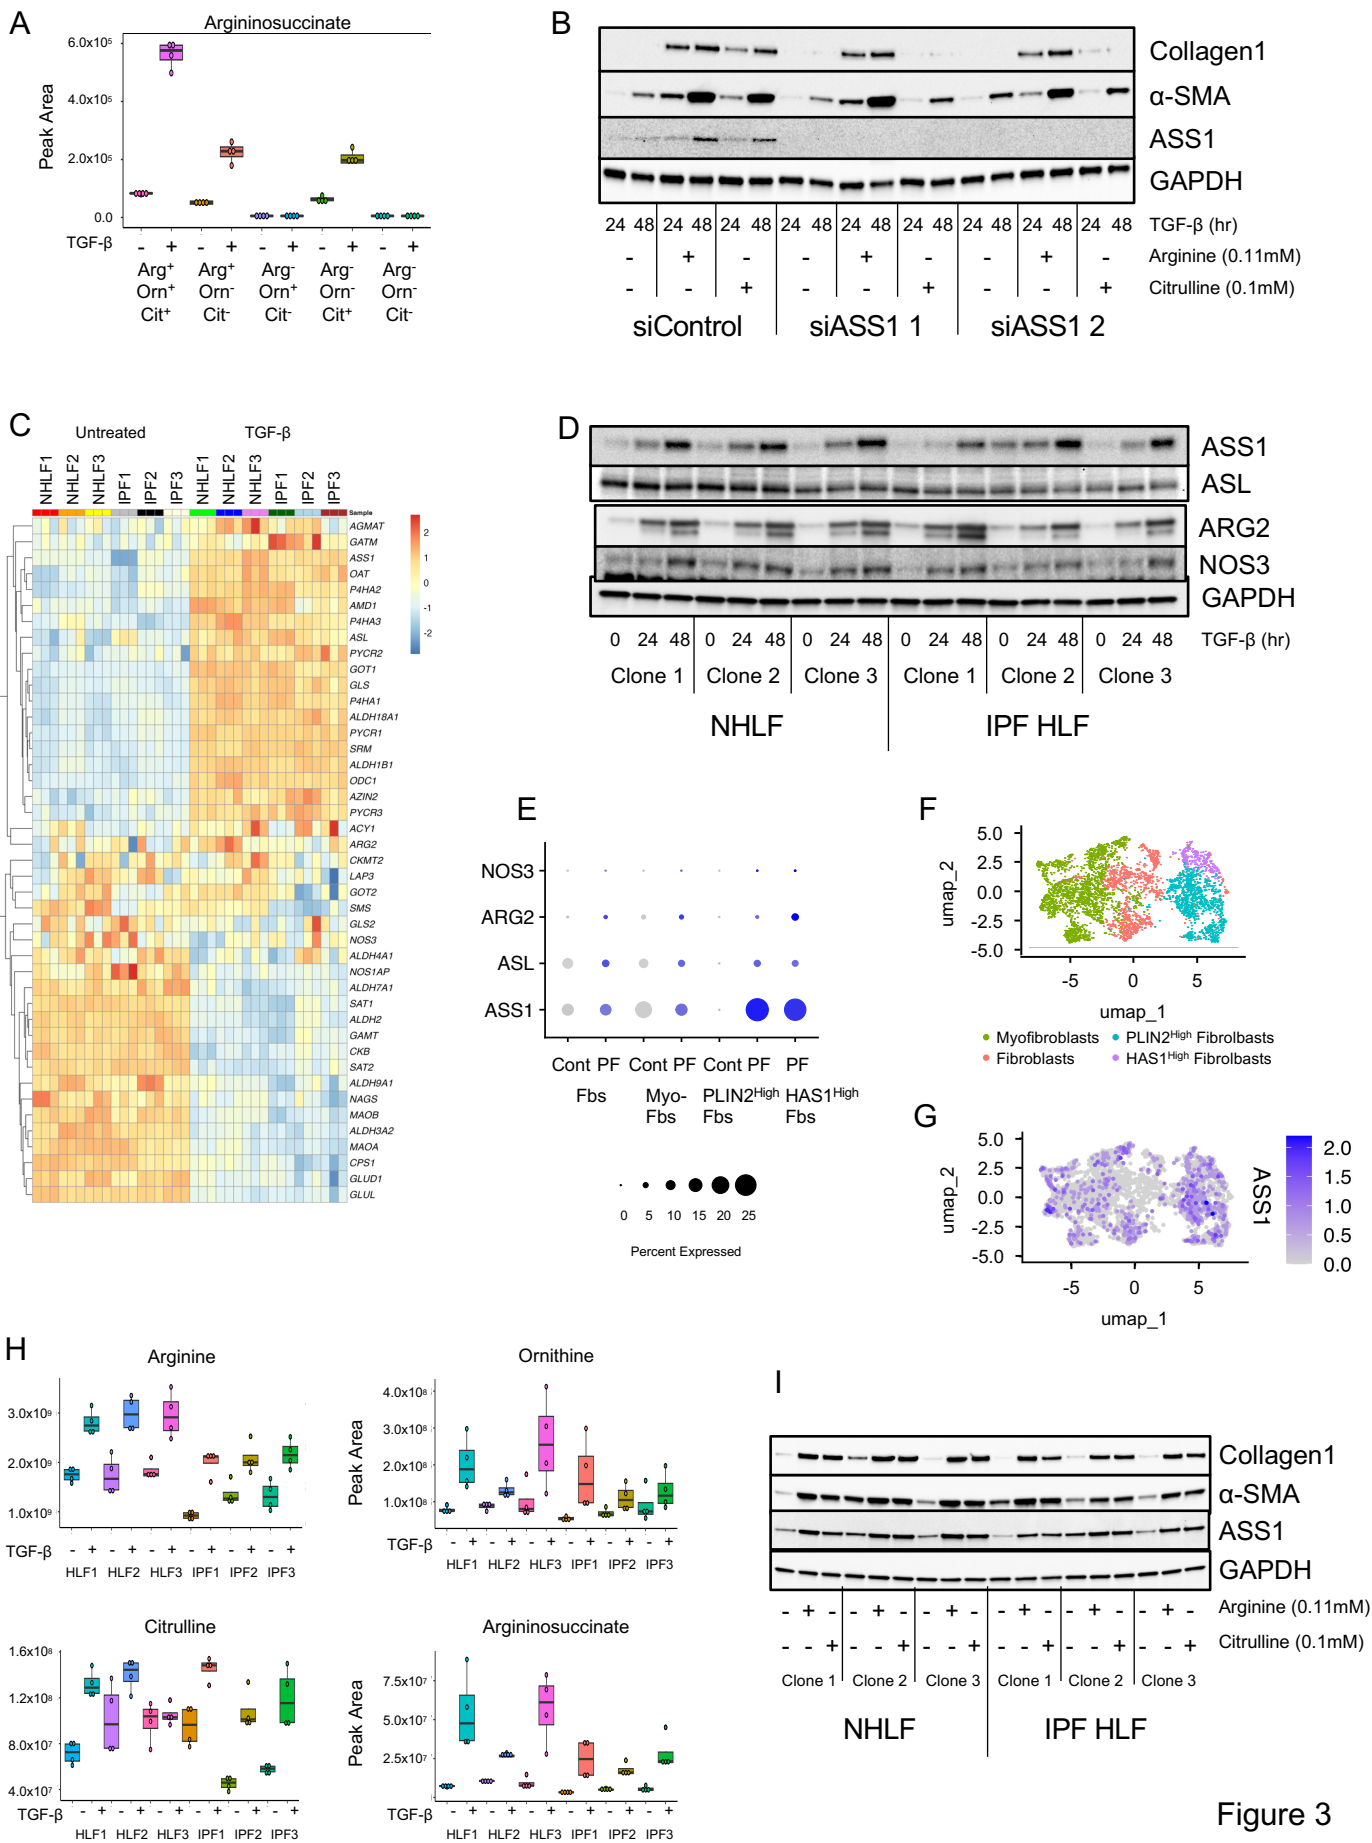 A
Argininosuccinate
Peak Area
6.0x10⁵
4.0x10⁵
2.0x10⁵
0.0
TGF-β - + - + - + - + - +
Arg⁺ Arg⁺ Arg⁻ Arg⁻ Arg⁻
Orn⁺ Orn⁻ Orn⁺ Orn⁻ Orn⁻
Cit⁺ Cit⁻ Cit⁻ Cit⁺ Cit⁻
B
Collagen1
α-SMA
ASS1
GAPDH
24 48 24 48 24 48 24 48 24 48 24 48 24 48 24 48 24 48 TGF-β (hr)
- + - - + - - + - Arginine (0.11mM)
- - + - - + - - + Citrulline (0.1mM)
siControl siASS1 1 siASS1 2
C
Untreated TGF-β
NHLF1 NHLF2 NHLF3 IPF1 IPF2 IPF3 NHLF1 NHLF2 NHLF3 IPF1 IPF2 IPF3
Sample
AGMAT
GATM
ASS1
OAT
P4HA2
AMD1
P4HA3
ASL
PYCR2
GOT1
GLS
P4HA1
ALDH18A1
PYCR1
SRM
ALDH1B1
ODC1
AZIN2
PYCR3
ACY1
ARG2
CKMT2
LAP3
GOT2
SMS
GLS2
NOS3
ALDH4A1
NOS1AP
ALDH7A1
SAT1
ALDH2
GAMT
CKB
SAT2
ALDH9A1
NAGS
MAOB
ALDH3A2
MAOA
CPS1
GLUD1
GLUL
2
1
0
-1
-2
D
ASS1
ASL
ARG2
NOS3
GAPDH
0 24 48 0 24 48 0 24 48 0 24 48 0 24 48 0 24 48 TGF-β (hr)
Clone 1 Clone 2 Clone 3 Clone 1 Clone 2 Clone 3
NHLF IPF HLF
E
NOS3
ARG2
ASL
ASS1
Cont PF Cont PF Cont PF PF
Fbs Myo-Fbs PLIN2ᴴⁱᵍʰ Fbs HAS1ᴴⁱᵍʰ Fbs
0 5 10 15 20 25
Percent Expressed
F
umap_2
5.0
2.5
0.0
-2.5
-5.0
-5 0 5
umap_1
Myofibroblasts PLIN2ᴴⁱᵍʰ Fibrolbasts
Fibroblasts HAS1ᴴⁱᵍʰ Fibrolbasts
G
umap_2
5.0
2.5
0.0
-2.5
-5.0
-5 0 5
umap_1
ASS1
2.0
1.5
1.0
0.5
0.0
H
Arginine
3.0x10⁹
2.0x10⁹
1.0x10⁹
TGF-β - + - + - + - + - + - +
HLF1 HLF2 HLF3 IPF1 IPF2 IPF3
Ornithine
Peak Area
4.0x10⁸
3.0x10⁸
2.0x10⁸
1.0x10⁸
TGF-β - + - + - + - + - + - +
HLF1 HLF2 HLF3 IPF1 IPF2 IPF3
Citrulline
1.6x10⁸
1.2x10⁸
8.0x10⁷
4.0x10⁷
TGF-β - + - + - + - + - + - +
HLF1 HLF2 HLF3 IPF1 IPF2 IPF3
Argininosuccinate
Peak Area
7.5x10⁷
5.0x10⁷
2.5x10⁷
TGF-β - + - + - + - + - + - +
HLF1 HLF2 HLF3 IPF1 IPF2 IPF3
I
Collagen1
α-SMA
ASS1
GAPDH
- + - - + - - + - - + - - + - - + - Arginine (0.11mM)
- - + - - + - - + - - + - - + - - + Citrulline (0.1mM)
Clone 1 Clone 2 Clone 3 Clone 1 Clone 2 Clone 3
NHLF IPF HLF
Figure 3